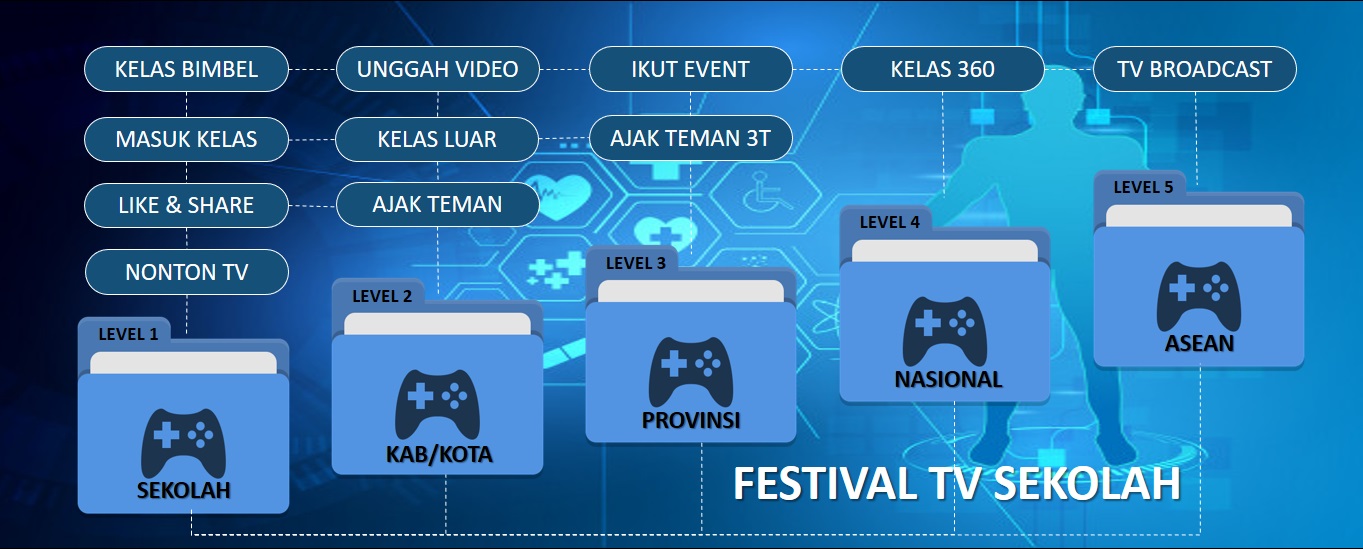 KELAS BIMBEL
UNGGAH VIDEO
IKUT EVENT
KELAS 360
TV BROADCAST
MASUK KELAS
KELAS LUAR
AJAK TEMAN 3T
LIKE & SHARE
AJAK TEMAN
NONTON TV
LEVEL 1
SEKOLAH
LEVEL 2
KAB/KOTA
LEVEL 3
PROVINSI
LEVEL 4
NASIONAL
LEVEL 5
ASEAN
FESTIVAL TV SEKOLAH